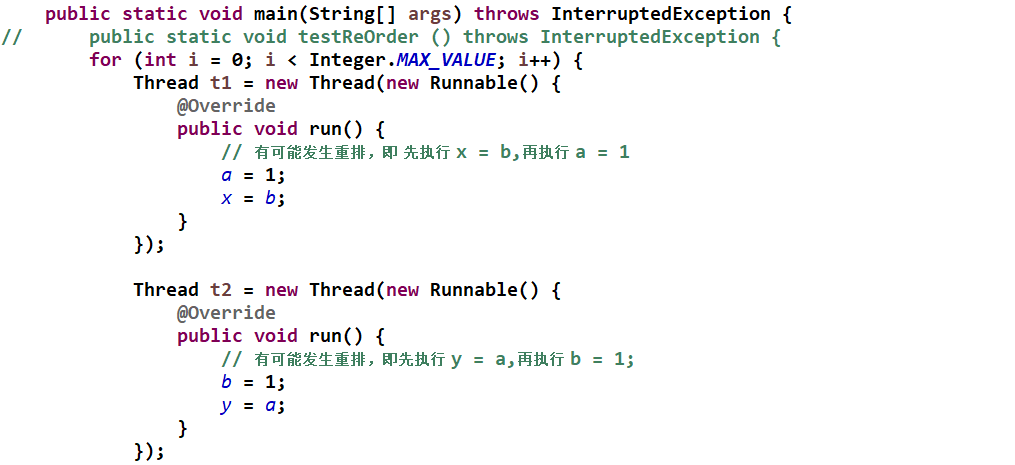 public static void main(String[] args) throws InterruptedException {
//      public static void testReOrder () throws InterruptedException {
for (int i = 0; i < Integer.MAX_VALUE; i++) {
Thread t1 = new Thread(new Runnable() {
@Override
public void run() {
// 有可能发生重排，即 先执行 x = b,再执行 a = 1
a = 1;
x = b;
}
});
Thread t2 = new Thread(new Runnable() {
@Override
public void run() {
// 有可能发生重排，即先执行 y = a,再执行 b = 1;
b = 1;
y = a;
}
});